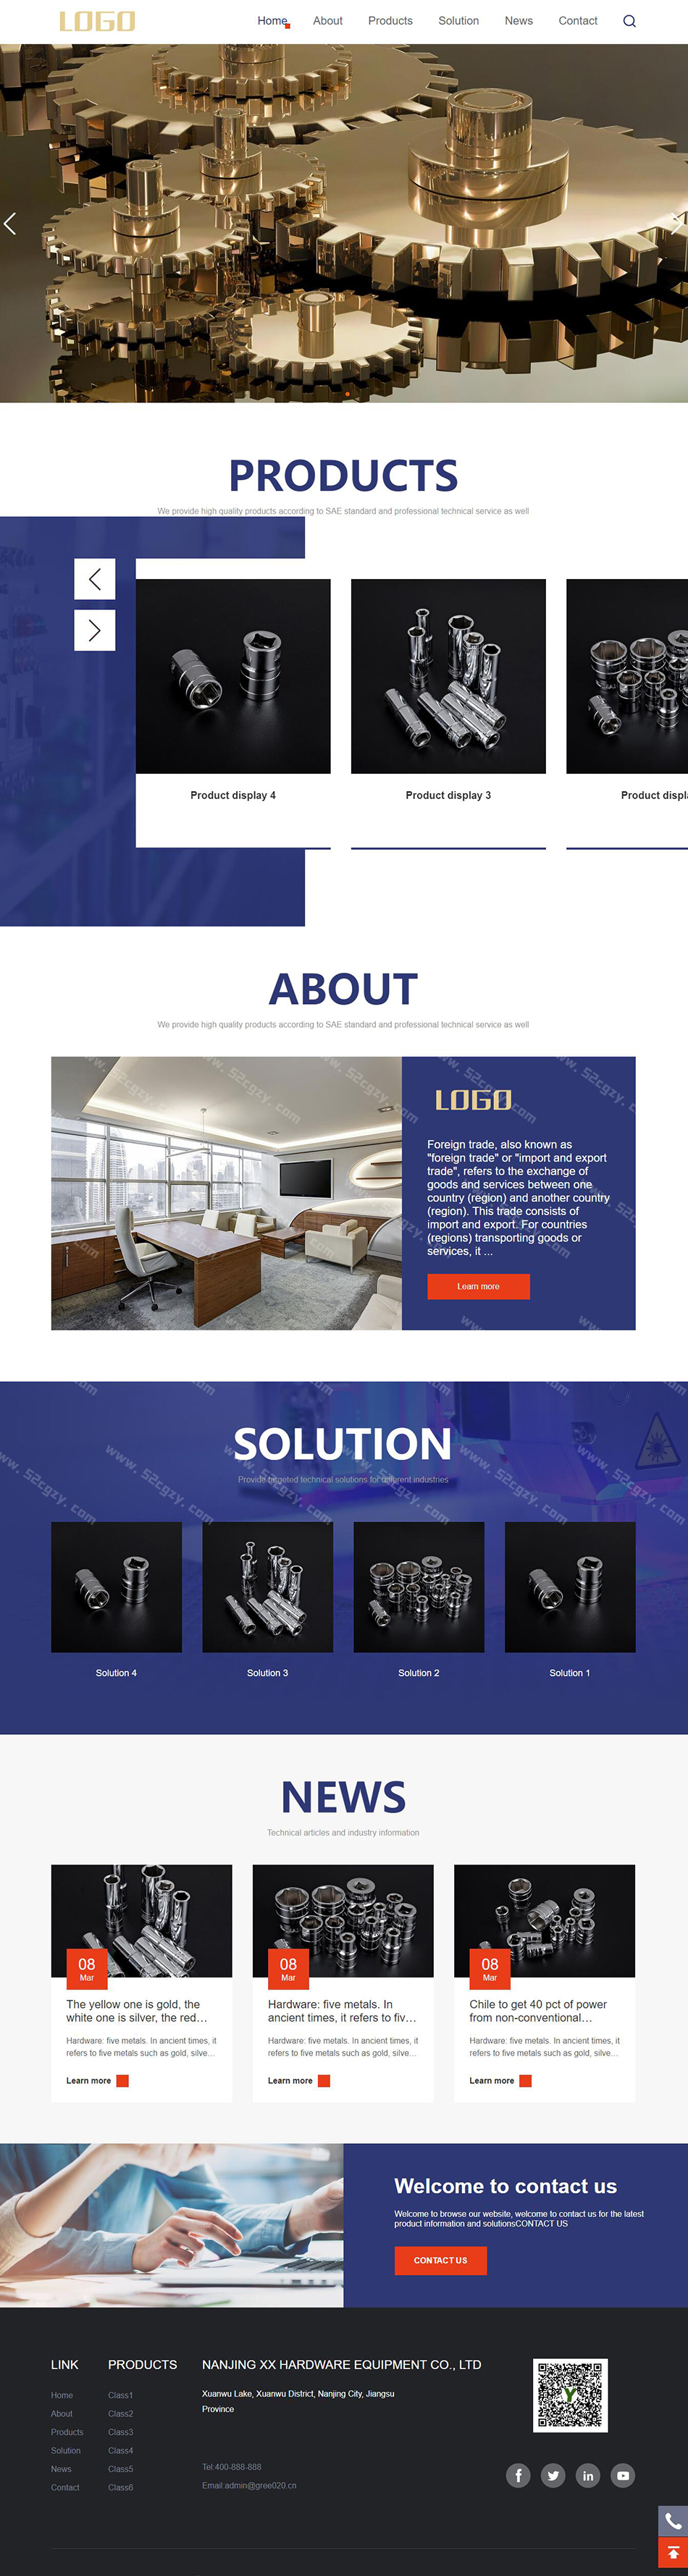 LOGO
Home About Products Solution News Contact
PRODUCTS
We provide high quality products according to SAE standard and professional technical service as well
Product display 4
Product display 3
Product displ
ABOUT
We provide high quality products according to SAE standard and professional technical service as well
LOGO
Foreign trade, also known as
"foreign trade" or "import and export
trade", refers to the exchange of
goods and services between one
country (region) and another country
(region). This trade consists of
import and export. For countries
(regions) transporting goods or
services, it ...
Learn more
www.52cgzy.com
SOLUTION
Provide targeted technical solutions for different industries
Solution 4
Solution 3
Solution 2
Solution 1
NEWS
Technical articles and industry information
08
Mar
The yellow one is gold, the
white one is silver, the red…
Hardware: five metals. In ancient times, it
refers to five metals such as gold, silve…
Learn more
08
Mar
Hardware: five metals. In
ancient times, it refers to fiv…
Hardware: five metals. In ancient times, it
refers to five metals such as gold, silve…
Learn more
08
Mar
Chile to get 40 pct of power
from non-conventional…
Hardware: five metals. In ancient times, it
refers to five metals such as gold, silve…
Learn more
Welcome to contact us
Welcome to browse our website, welcome to contact us for the latest
product information and solutionsCONTACT US
CONTACT US
LINK
Home
About
Products
Solution
News
Contact
PRODUCTS
Class1
Class2
Class3
Class4
Class5
Class6
NANJING XX HARDWARE EQUIPMENT CO., LTD
Xuanwu Lake, Xuanwu District, Nanjing City, Jiangsu
Province
Tel:400-888-888
Email:admin@gree020.cn
Y